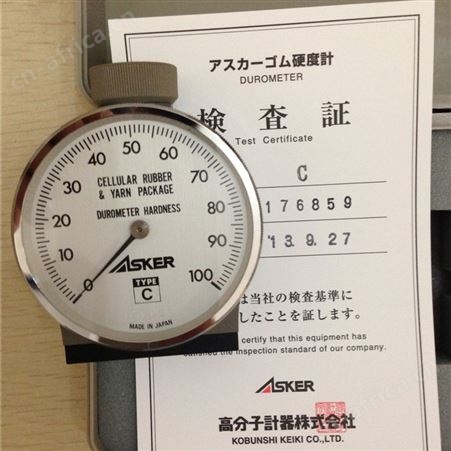 0
10
20
30
40
50
60
70
80
90
100
CELLULAR RUBBER
& YARN PACKAGE
DUROMETER HARDNESS
ASKER
TYPE
C
MADE IN JAPAN
アスカーゴム硬度計
DUROMETER
検査証
Test Certificate
C
176859
'13.9.27
は当社の検査基準に
したことを証します。
certify that this equipment has
satisfied the inspection standard of our company.
ASKER
高分子計器株式会社
KOBUNSHI KEIKI CO.,LTD.